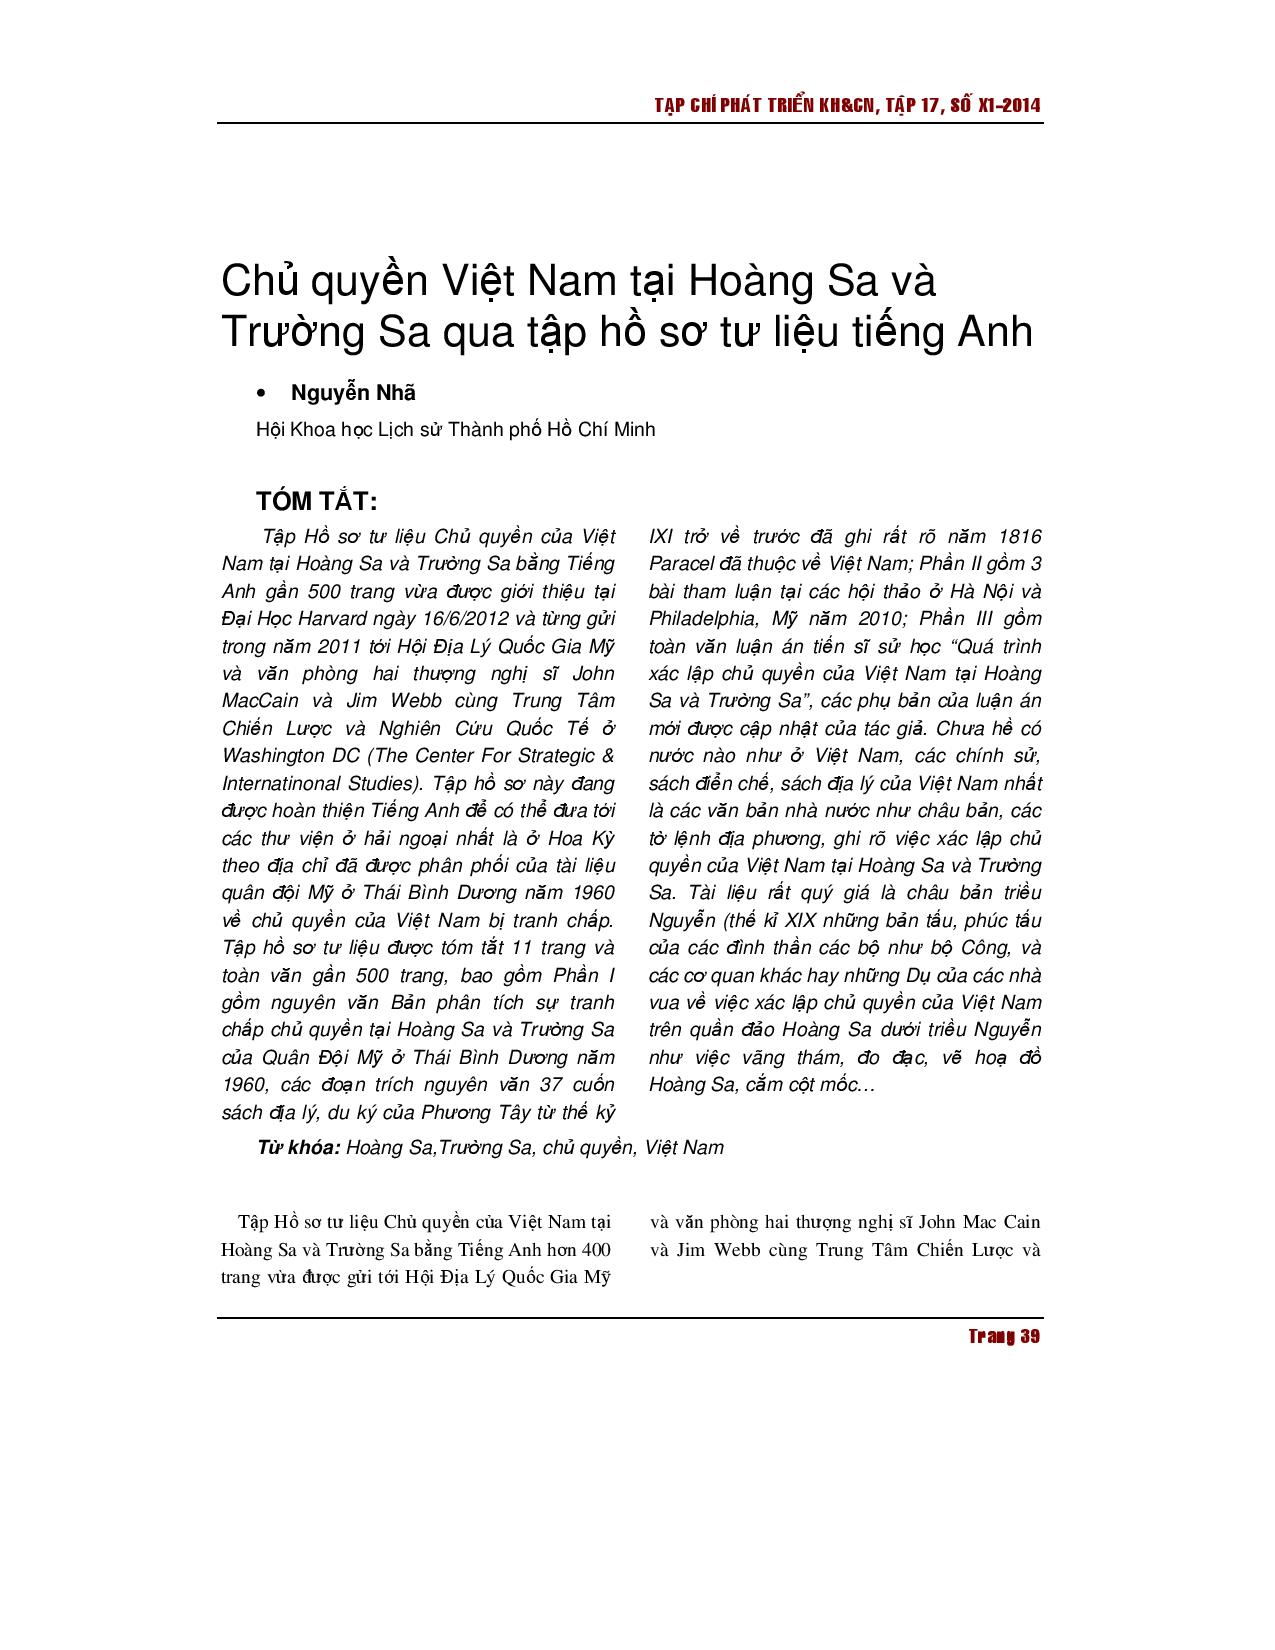 TẠP CHÍ PHÁT TRIỂN KH&CN, TẬP 17, SỐ X1-2014
Chủ quyền Việt Nam tại Hoàng Sa và
Trường Sa qua tập hồ sơ tư liệu tiếng Anh
• Nguyễn Nhã
Hội Khoa học Lịch sử Thành phố Hồ Chí Minh
TÓM TẮT:
Tập Hồ sơ tư liệu Chủ quyền của Việt
Nam tại Hoàng Sa và Trường Sa bằng Tiếng
Anh gần 500 trang vừa được giới thiệu tại
Đại Học Harvard ngày 16/6/2012 và từng gửi
trong năm 2011 tới Hội Địa Lý Quốc Gia Mỹ
và văn phòng hai thượng nghị sĩ John
MacCain và Jim Webb cùng Trung Tâm
Chiến Lược và Nghiên Cứu Quốc Tế ở
Washington DC (The Center For Strategic &
Internatinonal Studies). Tập hồ sơ này đang
được hoàn thiện Tiếng Anh để có thể đưa tới
các thư viện ở hải ngoại nhất là ở Hoa Kỳ
theo địa chỉ đã được phân phối của tài liệu
quân đội Mỹ ở Thái Bình Dương năm 1960
về chủ quyền của Việt Nam bị tranh chấp.
Tập hồ sơ tư liệu được tóm tắt 11 trang và
toàn văn gần 500 trang, bao gồm Phần I
gồm nguyên văn Bản phân tích sự tranh
chấp chủ quyền tại Hoàng Sa và Trường Sa
của Quân Đội Mỹ ở Thái Bình Dương năm
1960, các đoạn trích nguyên văn 37 cuốn
sách địa lý, du ký của Phương Tây từ thế kỷ
IXI trở về trước đã ghi rất rõ năm 1816
Paracel đã thuộc về Việt Nam; Phần II gồm 3
bài tham luận tại các hội thảo ở Hà Nội và
Philadelphia, Mỹ năm 2010; Phần III gồm
toàn văn luận án tiến sĩ sử học “Quá trình
xác lập chủ quyền của Việt Nam tại Hoàng
Sa và Trường Sa”, các phụ bản của luận án
mới được cập nhật của tác giả. Chưa hề có
nước nào như ở Việt Nam, các chính sử,
sách điển chế, sách địa lý của Việt Nam nhất
là các văn bản nhà nước như châu bản, các
tờ lệnh địa phương, ghi rõ việc xác lập chủ
quyền của Việt Nam tại Hoàng Sa và Trường
Sa. Tài liệu rất quý giá là châu bản triều
Nguyễn (thế kỉ XIX những bản tấu, phúc tấu
của các đình thần các bộ như bộ Công, và
các cơ quan khác hay những Dụ của các nhà
vua về việc xác lập chủ quyền của Việt Nam
trên quần đảo Hoàng Sa dưới triều Nguyễn
như việc vãng thám, đo đạc, vẽ hoạ đồ
Hoàng Sa, cắm cột mốc…
Từ khóa: Hoàng Sa,Trường Sa, chủ quyền, Việt Nam
Tập Hồ sơ tư liệu Chủ quyền của Việt Nam tại
Hoàng Sa và Trường Sa bằng Tiếng Anh hơn 400
trang vừa được gửi tới Hội Địa Lý Quốc Gia Mỹ
và văn phòng hai thượng nghị sĩ John Mac Cain
và Jim Webb cùng Trung Tâm Chiến Lược và
Trang 39